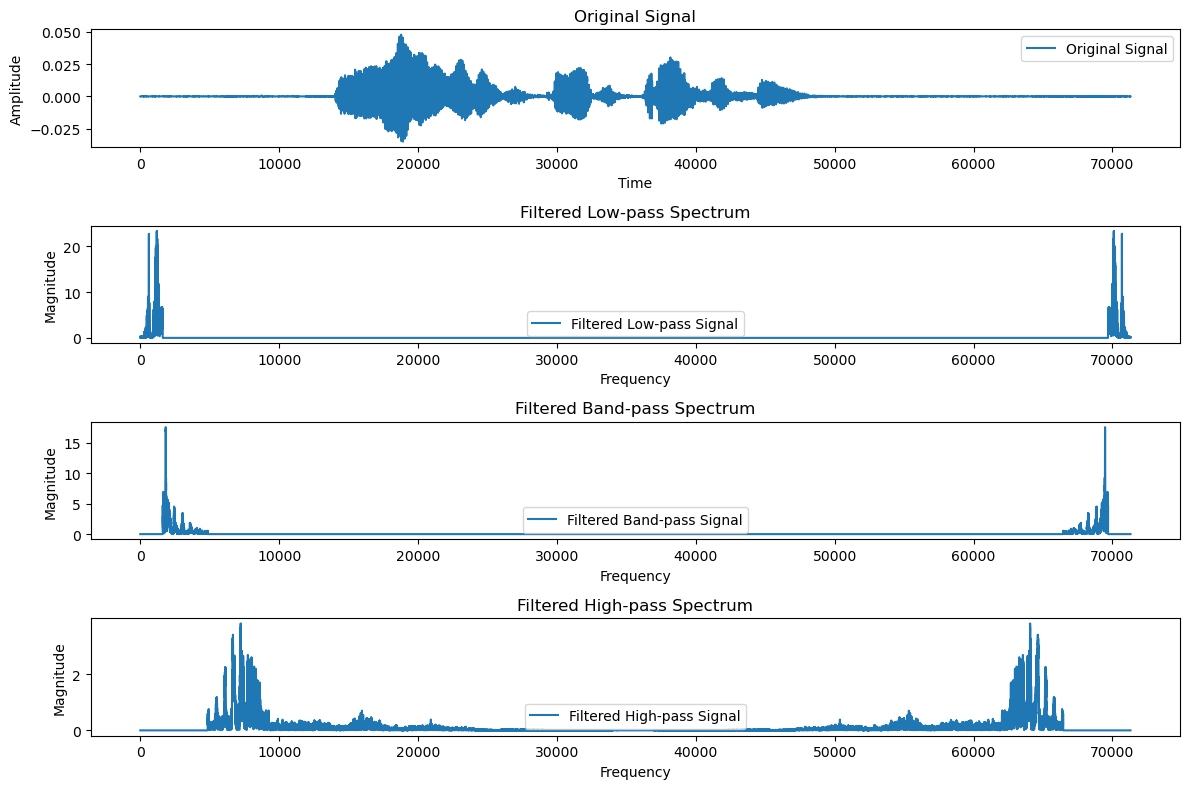 Original Signal
0.050
0.025
0.000
−0.025
Amplitude
Original Signal
0 10000 20000 30000 40000 50000 60000 70000
Time
Filtered Low-pass Spectrum
20
10
0
Magnitude
Filtered Low-pass Signal
0 10000 20000 30000 40000 50000 60000 70000
Frequency
Filtered Band-pass Spectrum
15
10
5
0
Magnitude
Filtered Band-pass Signal
0 10000 20000 30000 40000 50000 60000 70000
Frequency
Filtered High-pass Spectrum
2
0
Magnitude
Filtered High-pass Signal
0 10000 20000 30000 40000 50000 60000 70000
Frequency